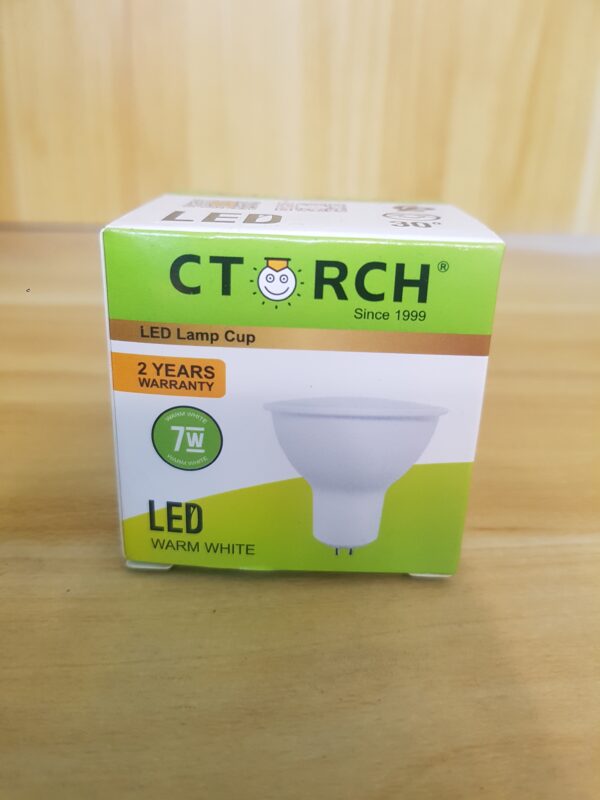 LED
30°
CTORCH®
Since 1999
LED Lamp Cup
2 YEARS
WARRANTY
WARM WHITE
7W
WARM WHITE
LED
WARM WHITE